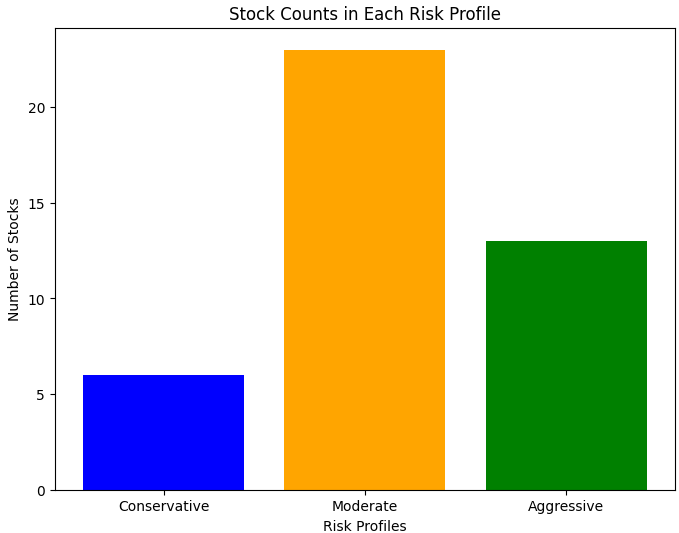 Stock Counts in Each Risk Profile
Number of Stocks
20
15
10
5
0
Conservative
Moderate
Aggressive
Risk Profiles